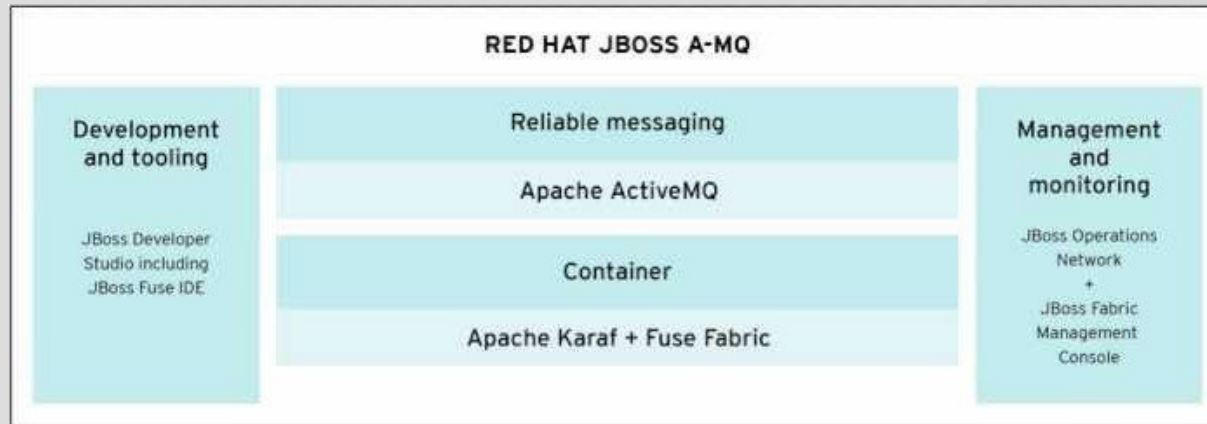 RED HAT JBOSS A-MQ
Development
and tooling
JBoss Developer
Studio including
JBoss Fuse IDE
Reliable messaging
Apache ActiveMQ
Container
Apache Karaf + Fuse Fabric
Management
and
monitoring
JBoss Operations
Network
+
JBoss Fabric
Management
Console